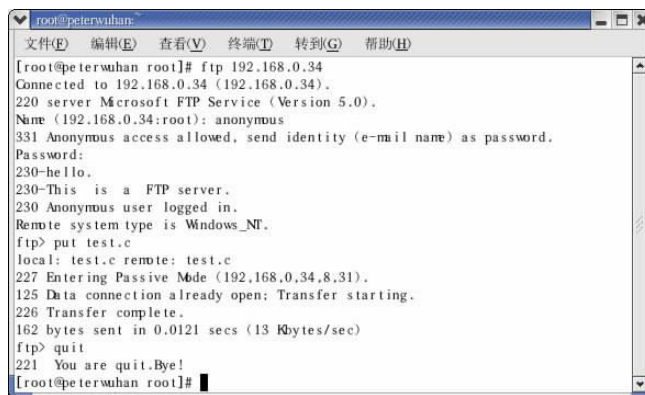 root@peterwuhan:~
文件(F) 编辑(E) 查看(V) 终端(T) 转到(G) 帮助(H)
[root@peterwuhan root]# ftp 192.168.0.34
Connected to 192.168.0.34 (192.168.0.34).
220 server Microsoft FTP Service (Version 5.0).
Name (192.168.0.34:root): anonymous
331 Anonymous access allowed, send identity (e-mail name) as password.
Password:
230-hello.
230-This is a FTP server.
230 Anonymous user logged in.
Remote system type is Windows_NT.
ftp> put test.c
local: test.c remote: test.c
227 Entering Passive Mode (192,168,0,34,8,31).
125 Data connection already open; Transfer starting.
226 Transfer complete.
162 bytes sent in 0.0121 secs (13 Kbytes/sec)
ftp> quit
221 You are quit.Bye!
[root@peterwuhan root]#